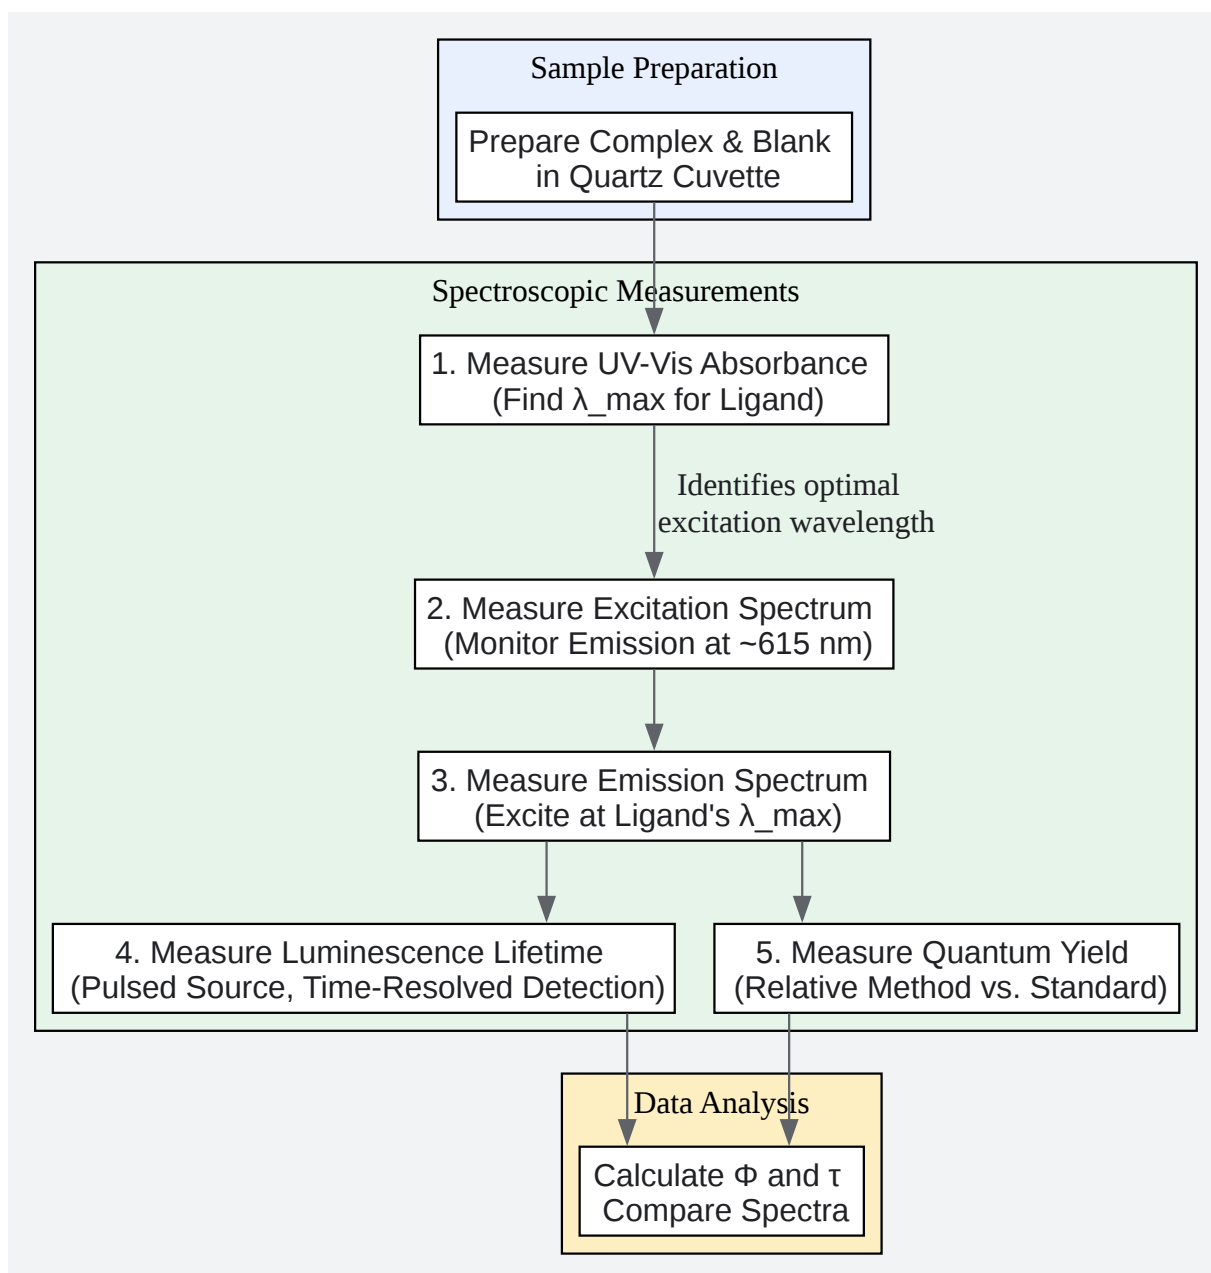 Sample Preparation
Prepare Complex & Blank
in Quartz Cuvette
Spectroscopic Measurements
1. Measure UV-Vis Absorbance
(Find λ_max for Ligand)
Identifies optimal
excitation wavelength
2. Measure Excitation Spectrum
(Monitor Emission at ~615 nm)
3. Measure Emission Spectrum
(Excite at Ligand's λ_max)
4. Measure Luminescence Lifetime
(Pulsed Source, Time-Resolved Detection)
5. Measure Quantum Yield
(Relative Method vs. Standard)
Data Analysis
Calculate Φ and τ
Compare Spectra